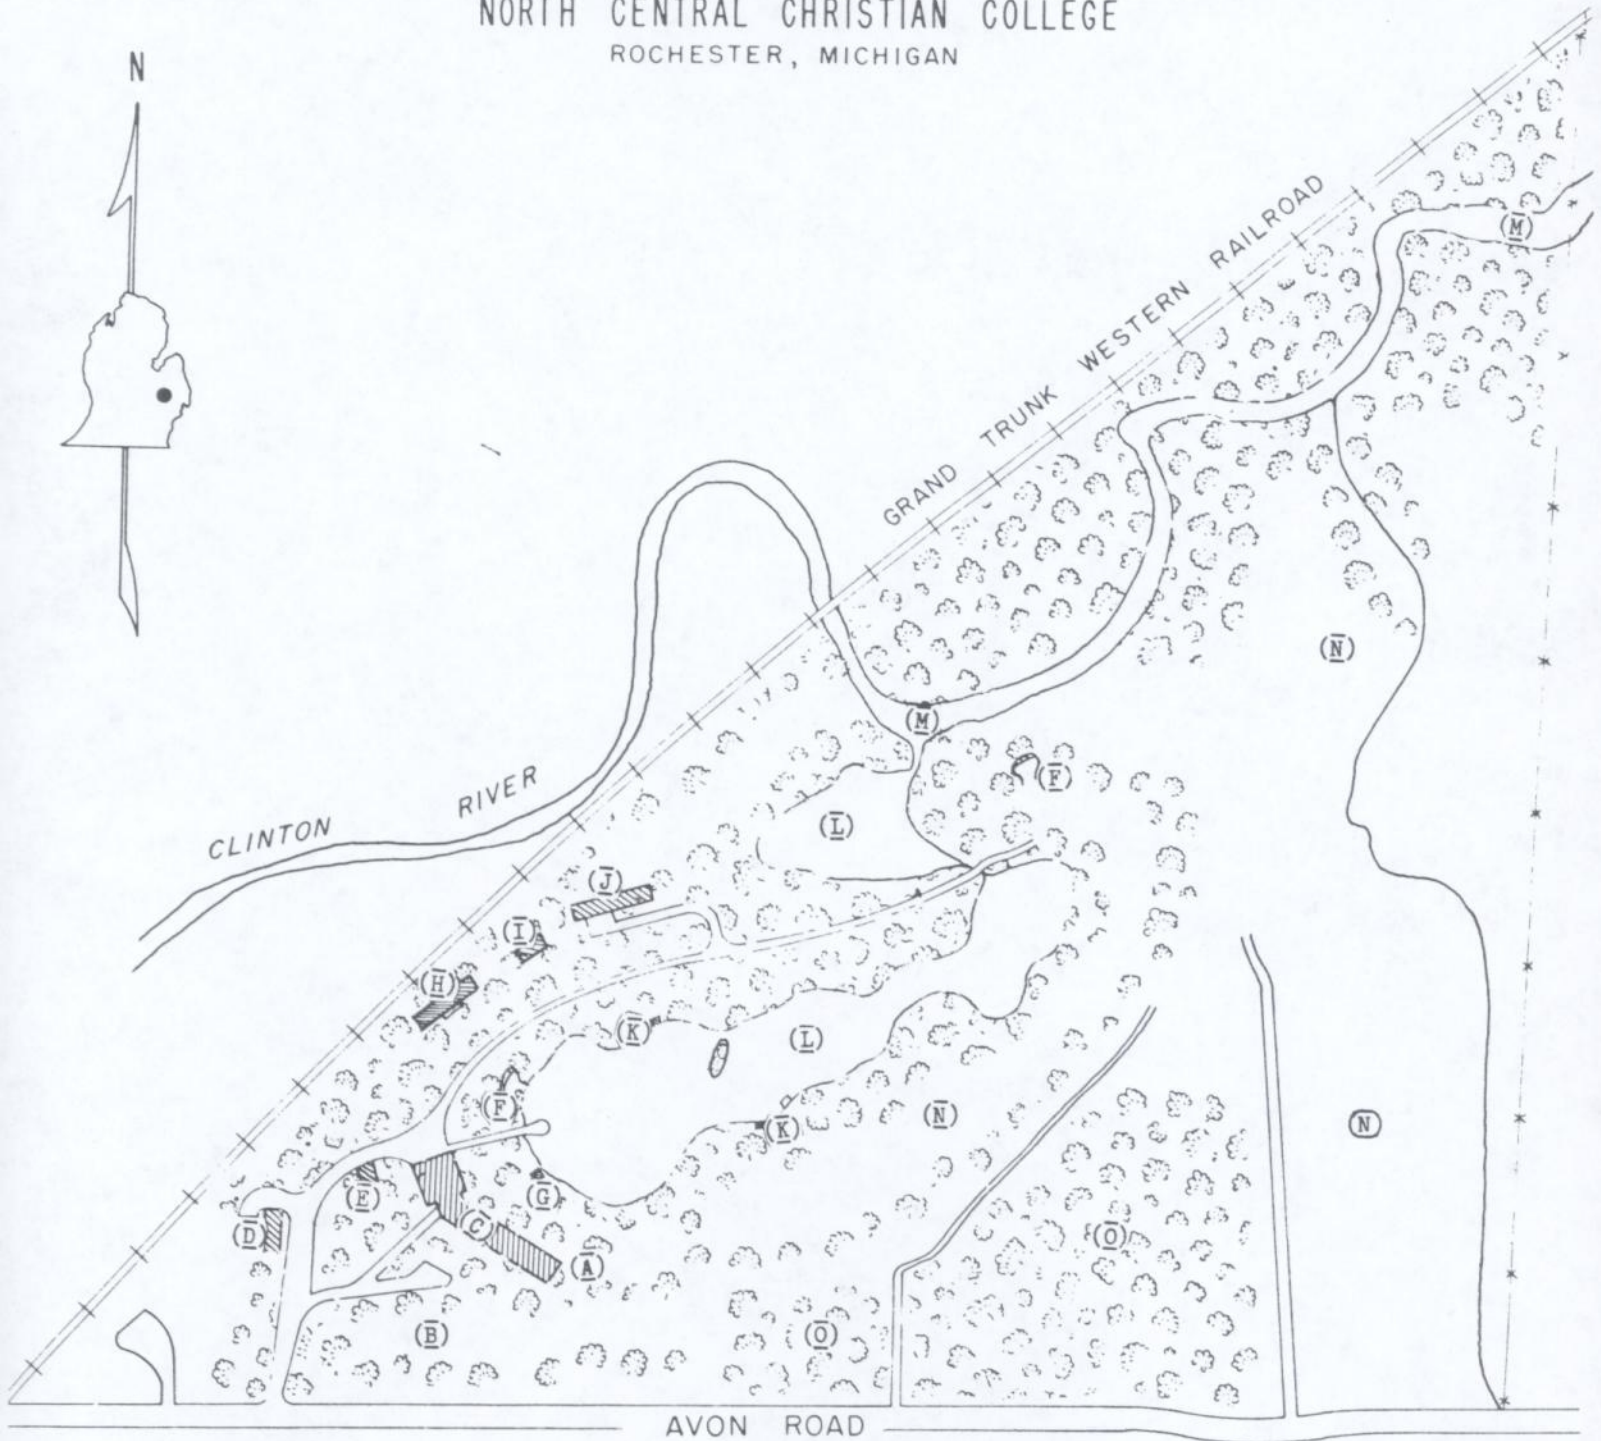 NORTH CENTRAL CHRISTIAN COLLEGE
ROCHESTER, MICHIGAN
N
GRAND TRUNK WESTERN RAILROAD
(M)
(N)
(M)
(F)
CLINTON RIVER
(L)
(J)
(I)
(H)
(K)
(L)
(F)
(K)
(N)
(N)
(E)
(G)
(D)
(C)
(A)
(O)
(B)
(O)
AVON ROAD